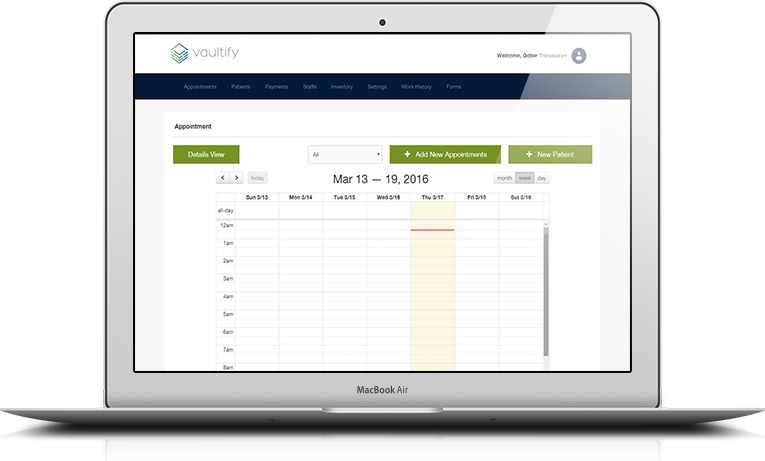 vaultify
Welcome, Gobie Thinakaran
Appointments Patients Payments Staffs Inventory Settings Work History Forms
Appointment
Details View All + Add New Appointments + New Patient
< > today Mar 13 — 19, 2016 month week day
Sun 3/13 Mon 3/14 Tue 3/15 Wed 3/16 Thu 3/17 Fri 3/18 Sat 3/19
all-day
12am
1am
2am
3am
4am
5am
6am
7am
8am
MacBook Air